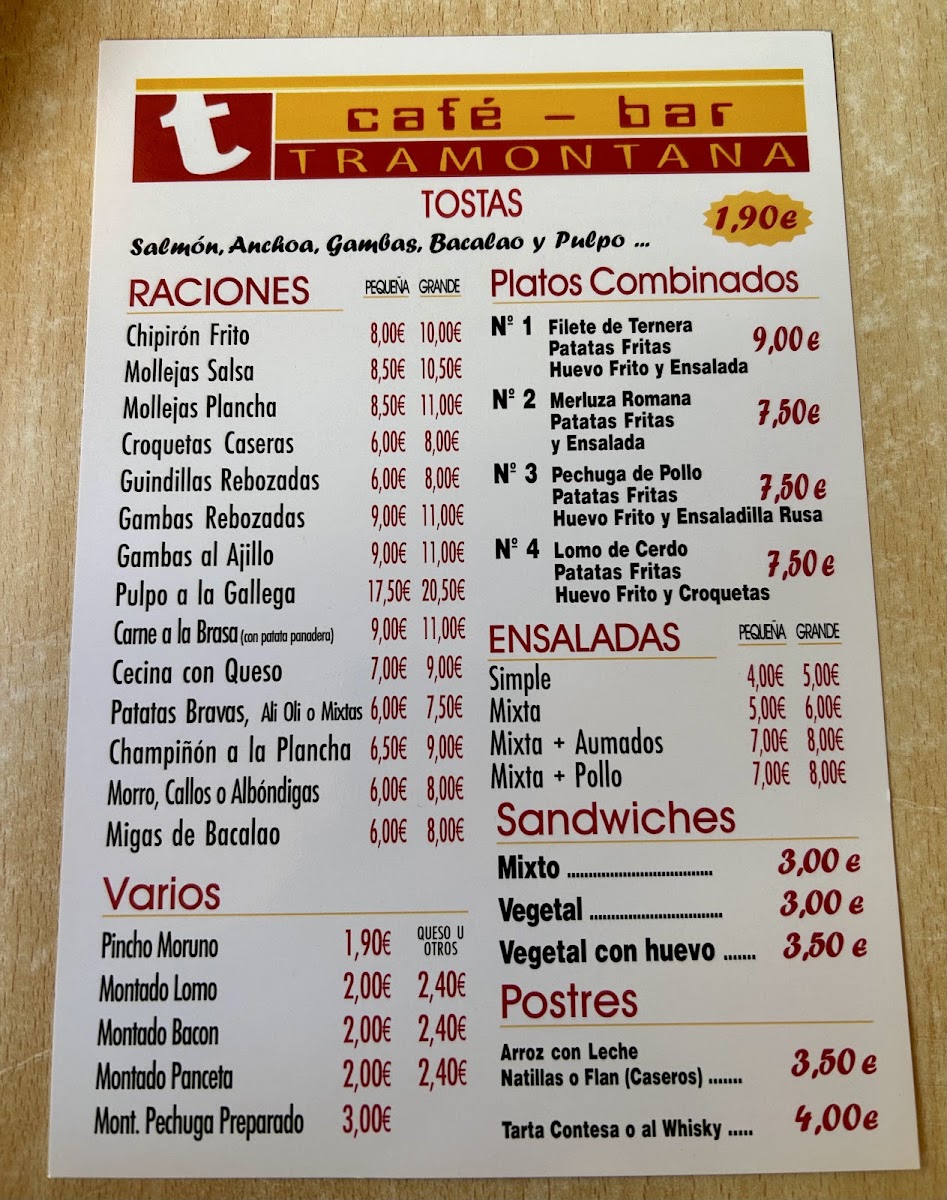 t
café - bar
TRAMONTANA
TOSTAS
1,90€
Salmón, Anchoa, Gambas, Bacalao y Pulpo ...
RACIONES PEQUEÑA GRANDE
Chipirón Frito 8,00€ 10,00€
Mollejas Salsa 8,50€ 10,50€
Mollejas Plancha 8,50€ 11,00€
Croquetas Caseras 6,00€ 8,00€
Guindillas Rebozadas 6,00€ 8,00€
Gambas Rebozadas 9,00€ 11,00€
Gambas al Ajillo 9,00€ 11,00€
Pulpo a la Gallega 17,50€ 20,50€
Carne a la Brasa (con patata panadera) 9,00€ 11,00€
Cecina con Queso 7,00€ 9,00€
Patatas Bravas, Ali Oli o Mixtas 6,00€ 7,50€
Champiñón a la Plancha 6,50€ 9,00€
Morro, Callos o Albóndigas 6,00€ 8,00€
Migas de Bacalao 6,00€ 8,00€
Varios
QUESO U
OTROS
Pincho Moruno 1,90€
Montado Lomo 2,00€ 2,40€
Montado Bacon 2,00€ 2,40€
Montado Panceta 2,00€ 2,40€
Mont. Pechuga Preparado 3,00€
Platos Combinados
Nº 1 Filete de Ternera
Patatas Fritas 9,00€
Huevo Frito y Ensalada
Nº 2 Merluza Romana
Patatas Fritas 7,50€
y Ensalada
Nº 3 Pechuga de Pollo
Patatas Fritas 7,50€
Huevo Frito y Ensaladilla Rusa
Nº 4 Lomo de Cerdo
Patatas Fritas 7,50€
Huevo Frito y Croquetas
ENSALADAS PEQUEÑA GRANDE
Simple 4,00€ 5,00€
Mixta 5,00€ 6,00€
Mixta + Aumados 7,00€ 8,00€
Mixta + Pollo 7,00€ 8,00€
Sandwiches
Mixto .................................. 3,00 €
Vegetal ............................... 3,00 €
Vegetal con huevo ....... 3,50 €
Postres
Arroz con Leche
Natillas o Flan (Caseros) ....... 3,50€
Tarta Contesa o al Whisky ..... 4,00€